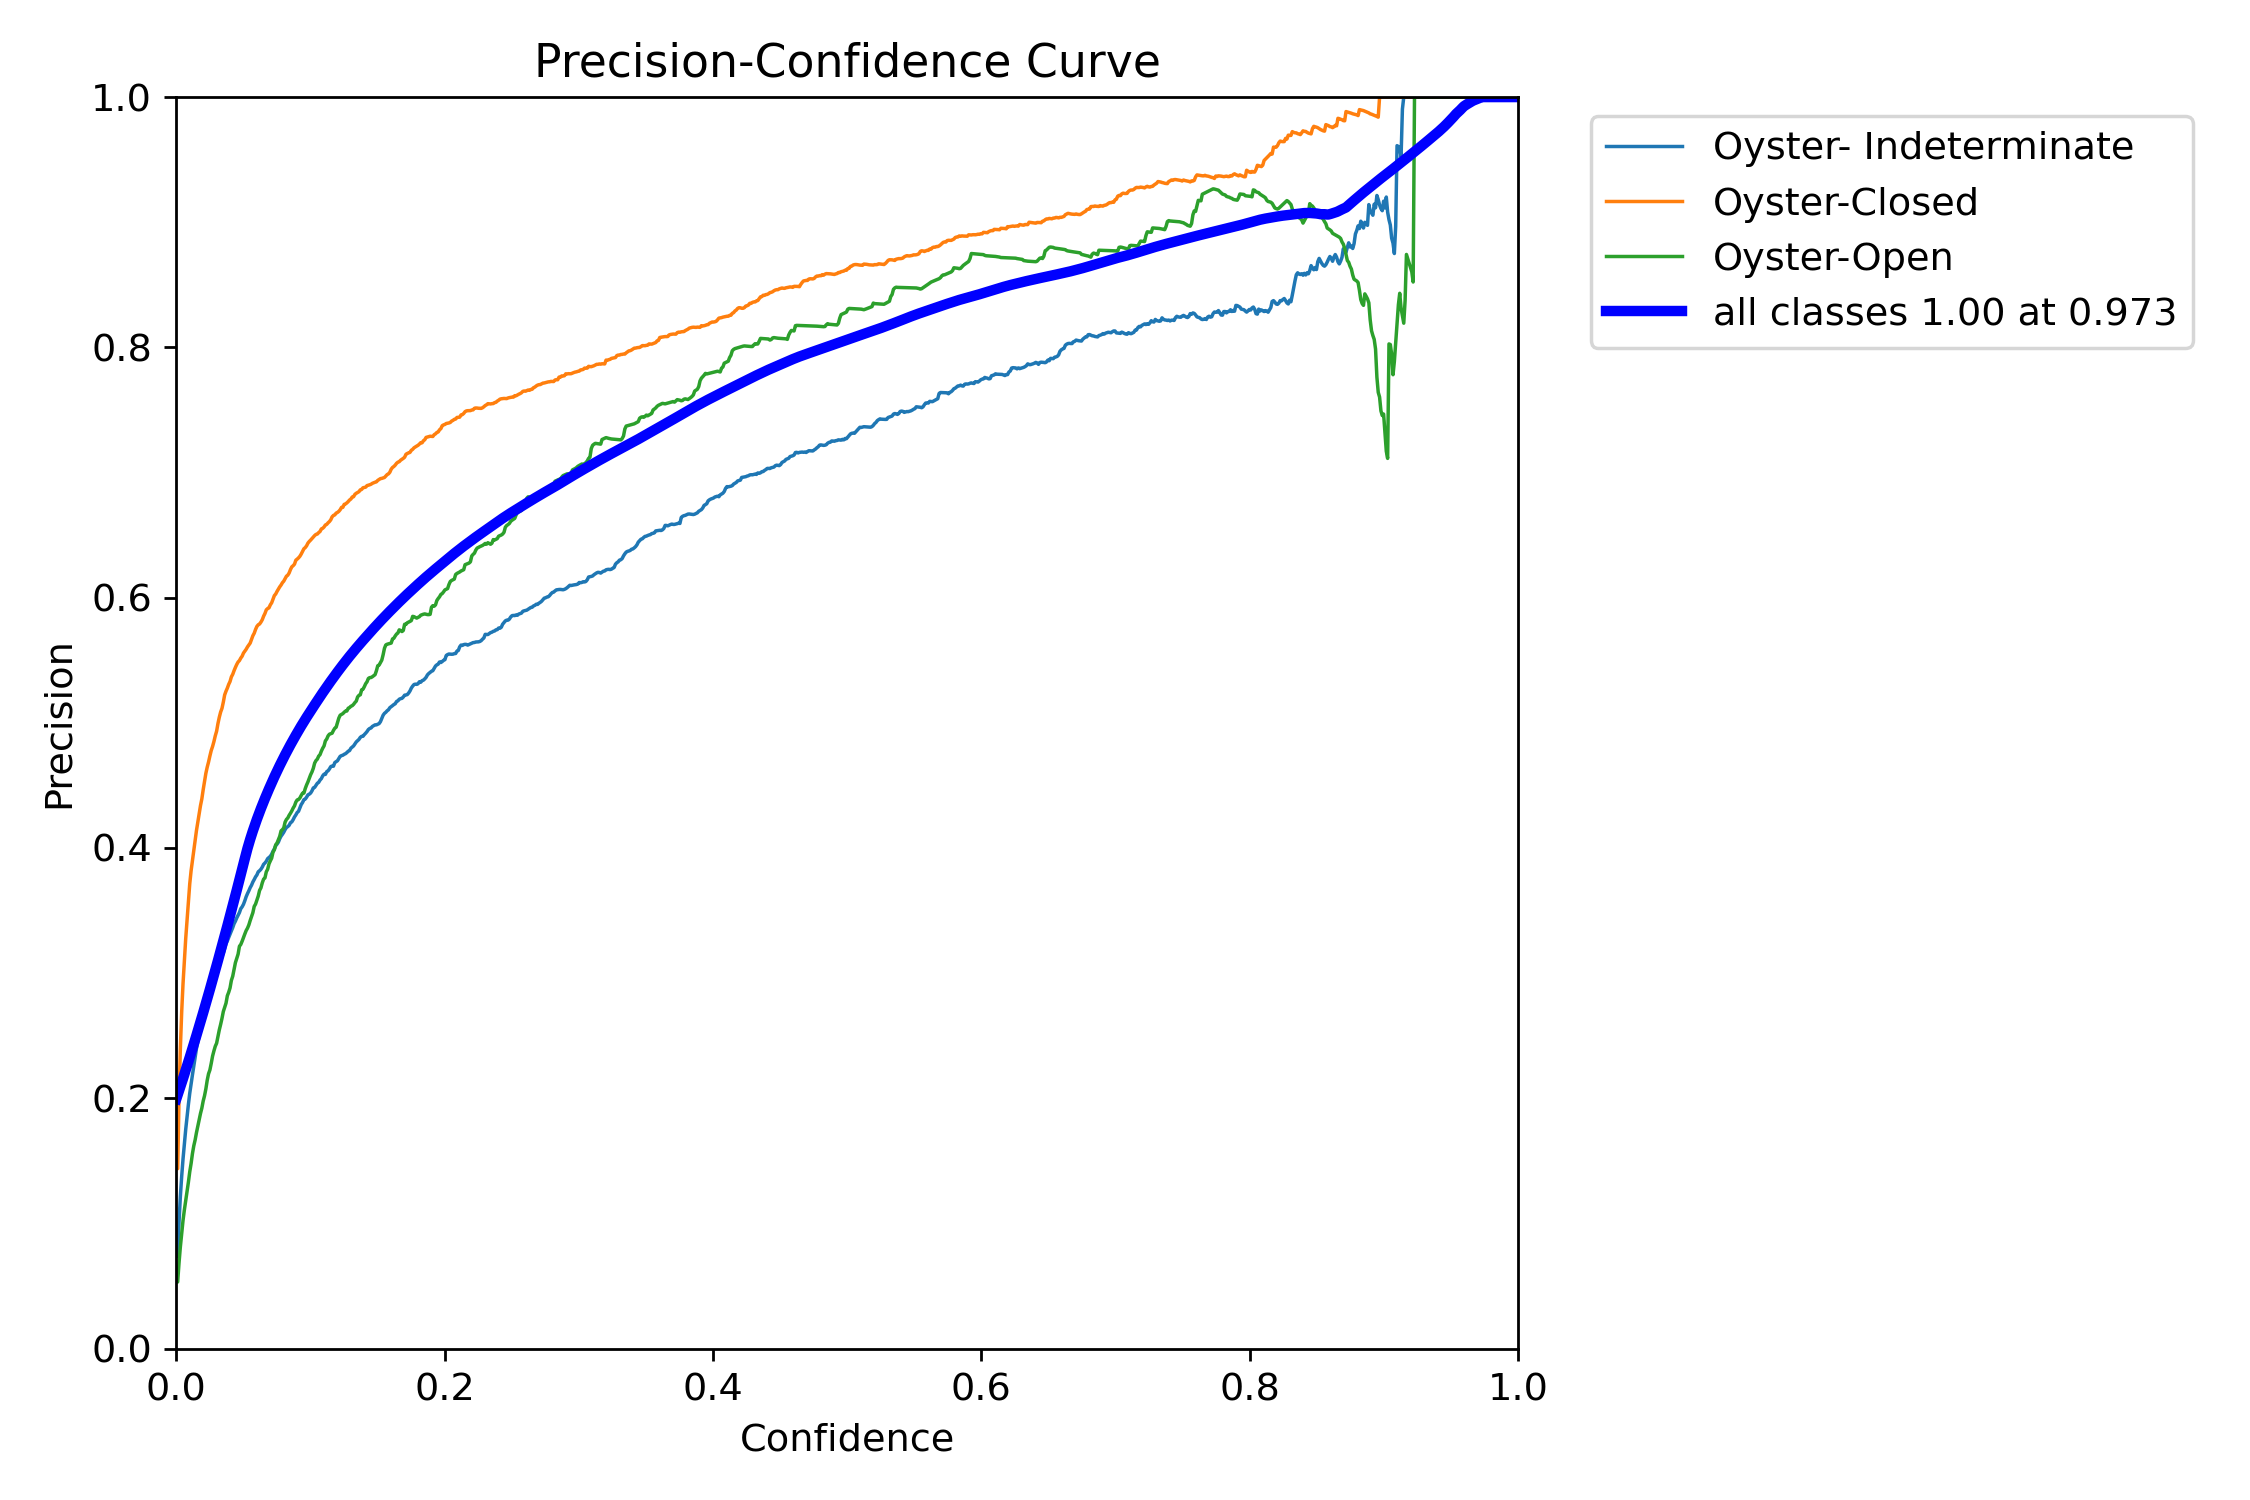 Precision-Confidence Curve
1.0
0.8
0.6
0.4
0.2
0.0
Precision
0.0 0.2 0.4 0.6 0.8 1.0
Confidence
Oyster- Indeterminate
Oyster-Closed
Oyster-Open
all classes 1.00 at 0.973